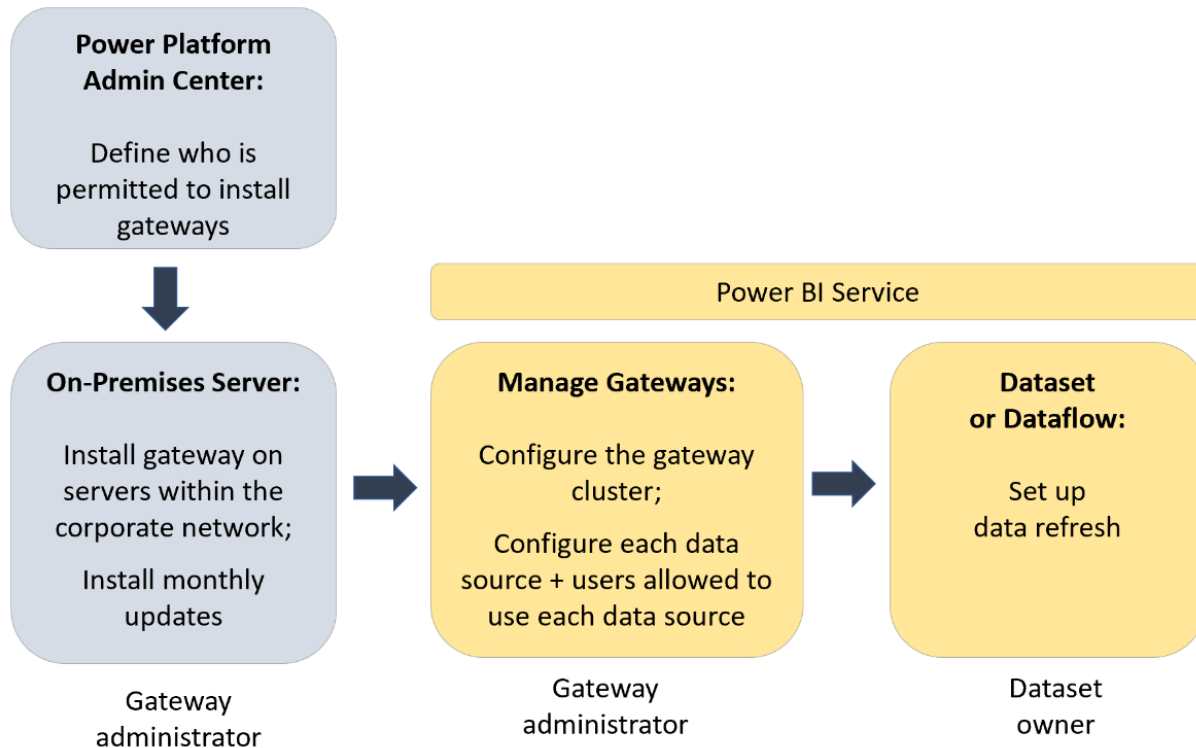 Power Platform
Admin Center:
Define who is
permitted to install
gateways
Power BI Service
On-Premises Server:
Install gateway on
servers within the
corporate network;
Install monthly
updates
Manage Gateways:
Configure the gateway
cluster;
Configure each data
source + users allowed to
use each data source
Dataset
or Dataflow:
Set up
data refresh
Gateway
administrator
Gateway
administrator
Dataset
owner